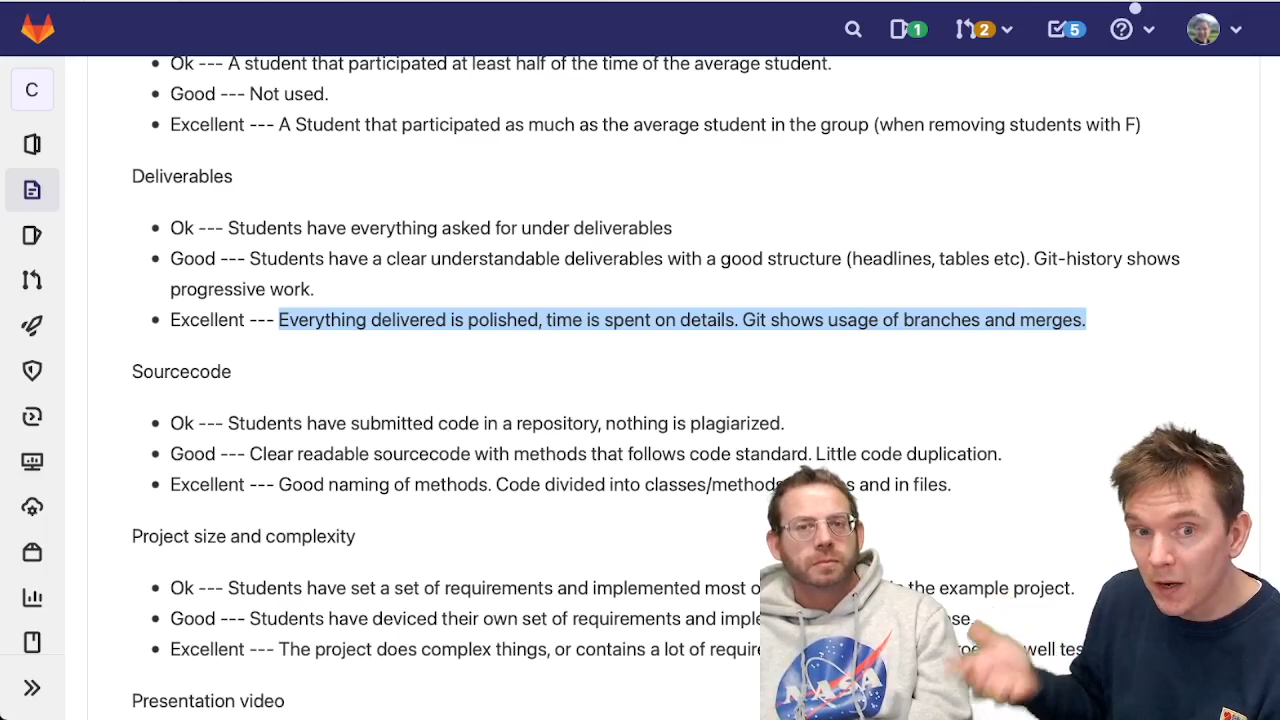 1
2
5
C
Ok --- A student that participated at least half of the time of the average student.
Good --- Not used.
Excellent --- A Student that participated as much as the average student in the group (when removing students with F)
Deliverables
Ok --- Students have everything asked for under deliverables
Good --- Students have a clear understandable deliverables with a good structure (headlines, tables etc). Git-history shows
progressive work.
Excellent --- Everything delivered is polished, time is spent on details. Git shows usage of branches and merges.
Sourcecode
Ok --- Students have submitted code in a repository, nothing is plagiarized.
Good --- Clear readable sourcecode with methods that follows code standard. Little code duplication.
Excellent --- Good naming of methods. Code divided into classes/methods and in files.
Project size and complexity
Ok --- Students have set a set of requirements and implemented most the example project.
Good --- Students have deviced their own set of requirements and
Excellent --- The project does complex things, or contains a lot of well
Presentation video
NASA